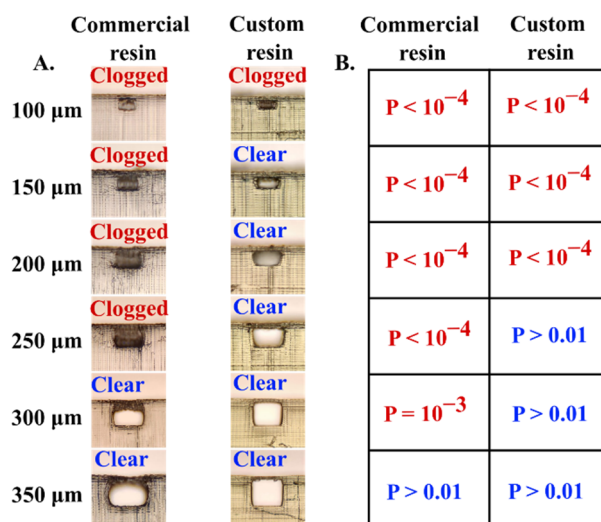 Commercial resin Custom resin Commercial resin Custom resin
A. B.
100 µm Clogged Clogged P < 10⁻⁴ P < 10⁻⁴
150 µm Clogged Clear P < 10⁻⁴ P < 10⁻⁴
200 µm Clogged Clear P < 10⁻⁴ P < 10⁻⁴
250 µm Clogged Clear P < 10⁻⁴ P > 0.01
300 µm Clear Clear P = 10⁻³ P > 0.01
350 µm Clear Clear P > 0.01 P > 0.01